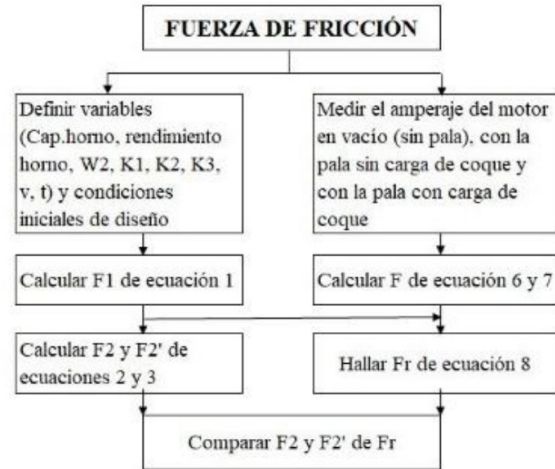 FUERZA DE FRICCIÓN
Definir variables
(Cap.horno, rendimiento
horno, W2, K1, K2, K3,
v, t) y condiciones
iniciales de diseño
Medir el amperaje del motor
en vacío (sin pala), con la
pala sin carga de coque y
con la pala con carga de
coque
Calcular F1 de ecuación 1
Calcular F de ecuación 6 y 7
Calcular F2 y F2' de
ecuaciones 2 y 3
Hallar Fr de ecuación 8
Comparar F2 y F2' de Fr